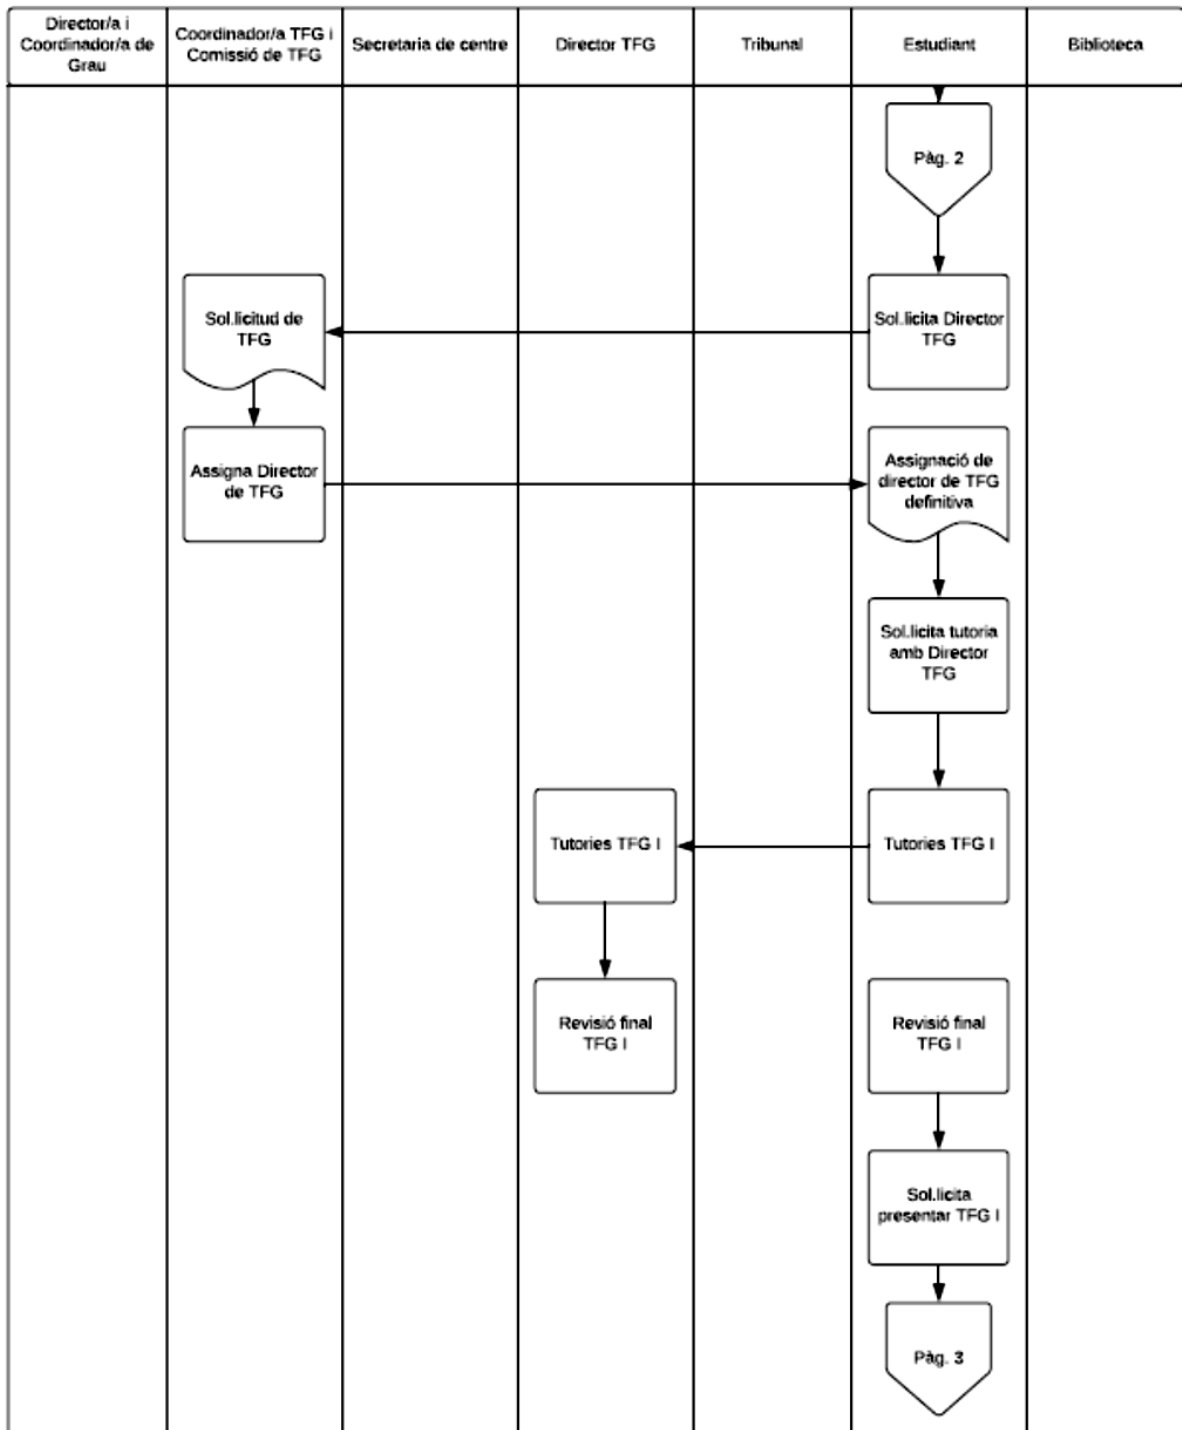 Director/a i
Coordinador/a de
Grau
Coordinador/a TFG i
Comissió de TFG
Secretaria de centre
Director TFG
Tribunal
Estudiant
Biblioteca
Pàg. 2
Sol.licitud de
TFG
Sol.licita Director
TFG
Assigna Director
de TFG
Assignació de
director de TFG
definitiva
Sol.licita tutoria
amb Director
TFG
Tutories TFG I
Tutories TFG I
Revisió final
TFG I
Revisió final
TFG I
Sol.licita
presentar TFG I
Pàg. 3